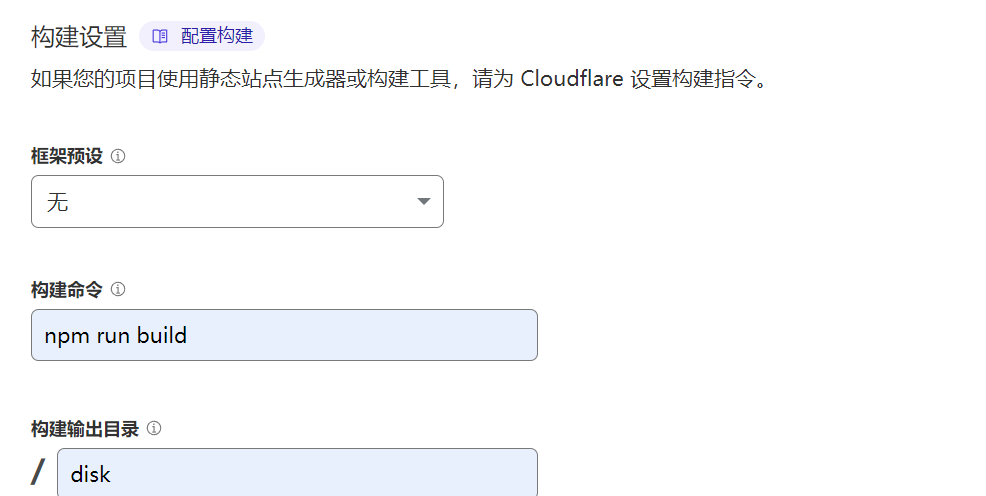 构建设置 配置构建
如果您的项目使用静态站点生成器或构建工具，请为 Cloudflare 设置构建指令。
框架预设
无
构建命令
npm run build
构建输出目录
/ disk